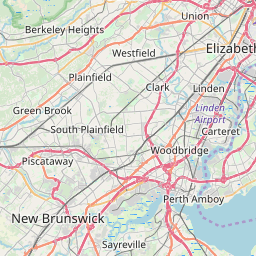 Union
Berkeley Heights
Elizabeth
Westfield
Plainfield
Clark
Linden
Green Brook
Linden
Airport
South Plainfield
Carteret
Woodbridge
Piscataway
Perth Amboy
New Brunswick
Sayreville